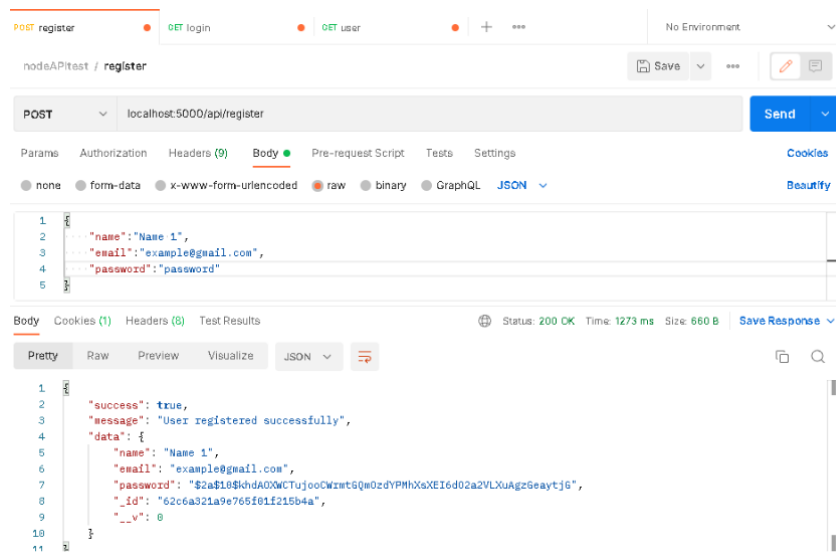 POST register GET login GET user + ooo No Environment
nodeAPItest / register Save ooo
POST localhost:5000/api/register Send
Params Authorization Headers (9) Body Pre-request Script Tests Settings Cookies
none form-data x-www-form-urlencoded raw binary GraphQL JSON Beautify
1 {
2 "name":"Name 1",
3 "email":"example@gmail.com",
4 "password":"password"
5 }
Body Cookies (1) Headers (8) Test Results Status: 200 OK Time: 1273 ms Size: 660 B Save Response
Pretty Raw Preview Visualize JSON
1 {
2 "success": true,
3 "message": "User registered successfully",
4 "data": {
5 "name": "Name 1",
6 "email": "example@gmail.com",
7 "password":
8 "_id": "62c6a321a9e765f01f215b4a",
9 "__v": 0
10 }
11 }